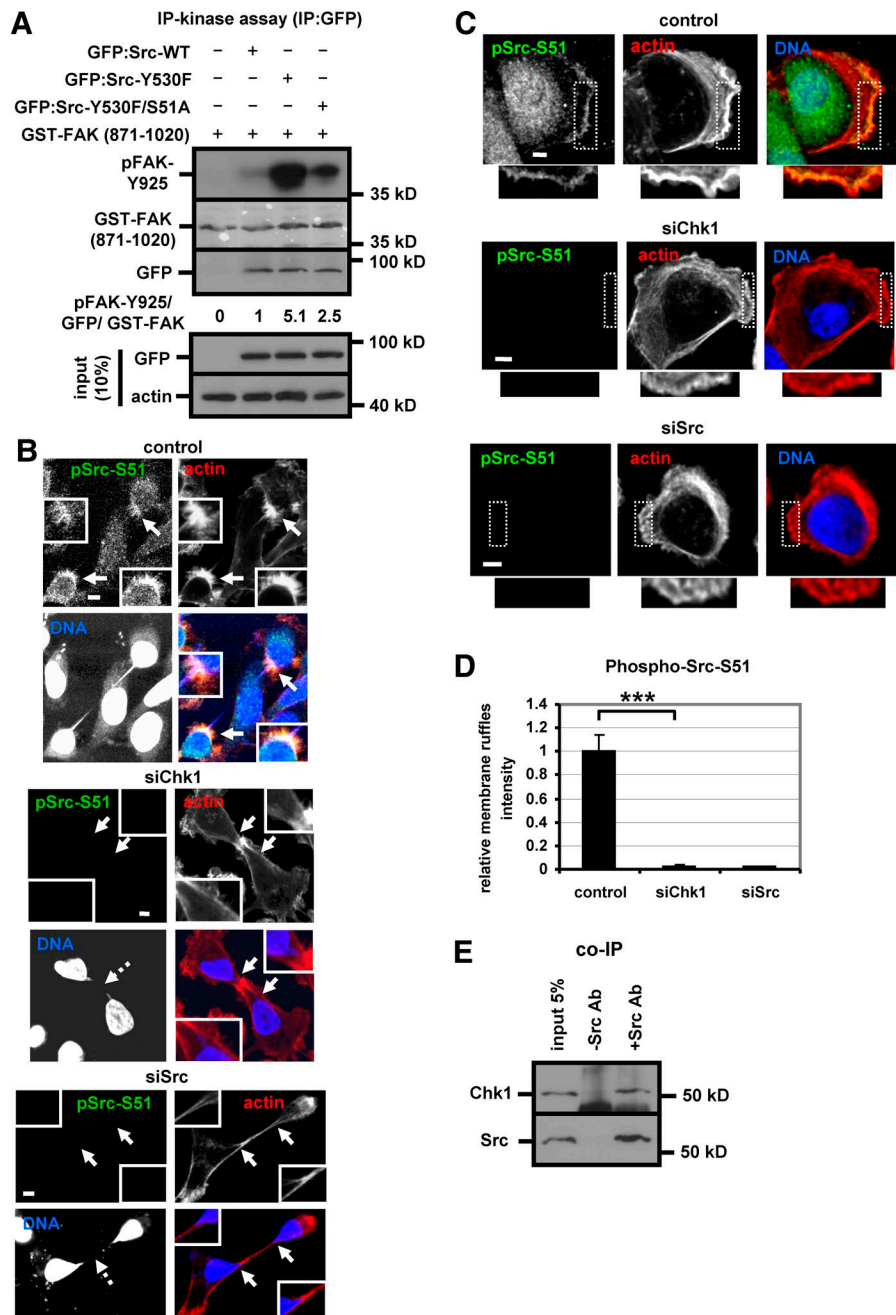 A
IP-kinase assay (IP:GFP)
GFP:Src-WT – + – –
GFP:Src-Y530F – – + –
GFP:Src-Y530F/S51A – – – +
GST-FAK (871-1020) + + + +
pFAK-
Y925
35 kD
GST-FAK
(871-1020)
35 kD
GFP
100 kD
pFAK-Y925/
GFP/ GST-FAK
0 1 5.1 2.5
input
(10%)
GFP
100 kD
actin
40 kD
B
control
pSrc-S51 actin
DNA
siChk1
pSrc-S51 actin
DNA
siSrc
pSrc-S51 actin
DNA
C
control
pSrc-S51 actin DNA
siChk1
pSrc-S51 actin DNA
siSrc
pSrc-S51 actin DNA
D
Phospho-Src-S51
relative membrane ruffles
intensity
1.4
1.2
1
0.8
0.6
0.4
0.2
0
***
control siChk1 siSrc
E
co-IP
input 5%
-Src Ab
+Src Ab
Chk1
50 kD
Src
50 kD